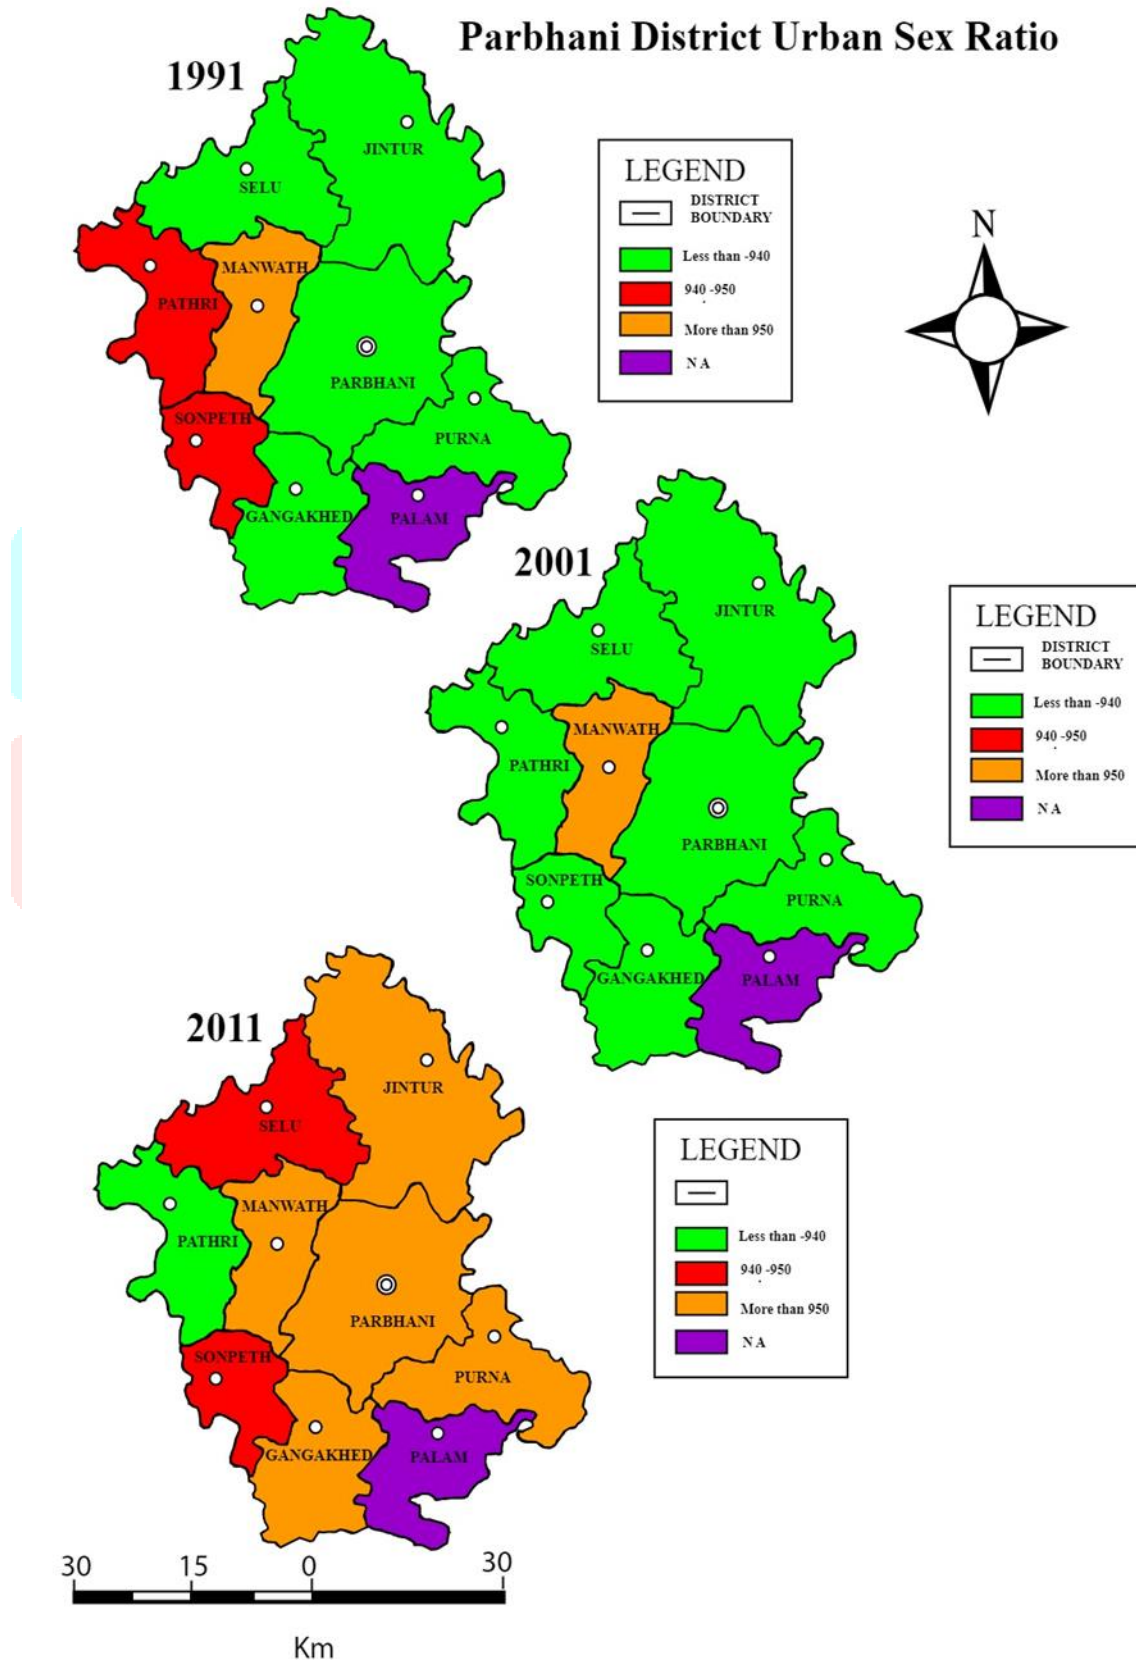 Parbhani District Urban Sex Ratio
1991
JINTUR
SELU
MANWATH
PATHRI
PARBHANI
SONPETH
PURNA
GANGAKHED
PALAM
LEGEND
DISTRICT
BOUNDARY
Less than -940
940 -950
More than 950
N A
N
2001
JINTUR
SELU
MANWATH
PATHRI
PARBHANI
SONPETH
PURNA
GANGAKHED
PALAM
LEGEND
DISTRICT
BOUNDARY
Less than -940
940 -950
More than 950
N A
2011
JINTUR
SELU
MANWATH
PATHRI
PARBHANI
SONPETH
PURNA
GANGAKHED
PALAM
LEGEND
Less than -940
940 -950
More than 950
N A
30 15 0 30
Km